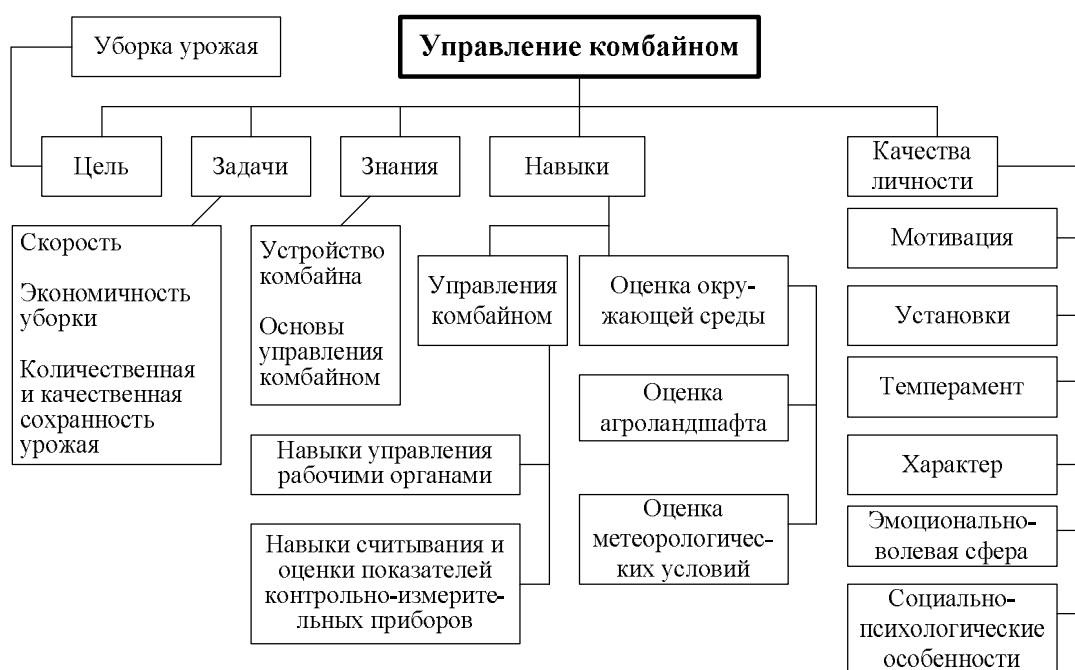 Уборка урожая
Управление комбайном
Цель
Задачи
Знания
Навыки
Качества
личности
Скорость
Экономичность
уборки
Количественная
и качественная
сохранность
урожая
Устройство
комбайна
Основы
управления
комбайном
Управления
комбайном
Навыки управления
рабочими органами
Навыки считывания и
оценки показателей
контрольно-измерите-
льных приборов
Оценка окру-
жающей среды
Оценка
агроландшафта
Оценка
метеорологичес-
ких условий
Мотивация
Установки
Темперамент
Характер
Эмоционально-
волевая сфера
Социально-
психологические
особенности